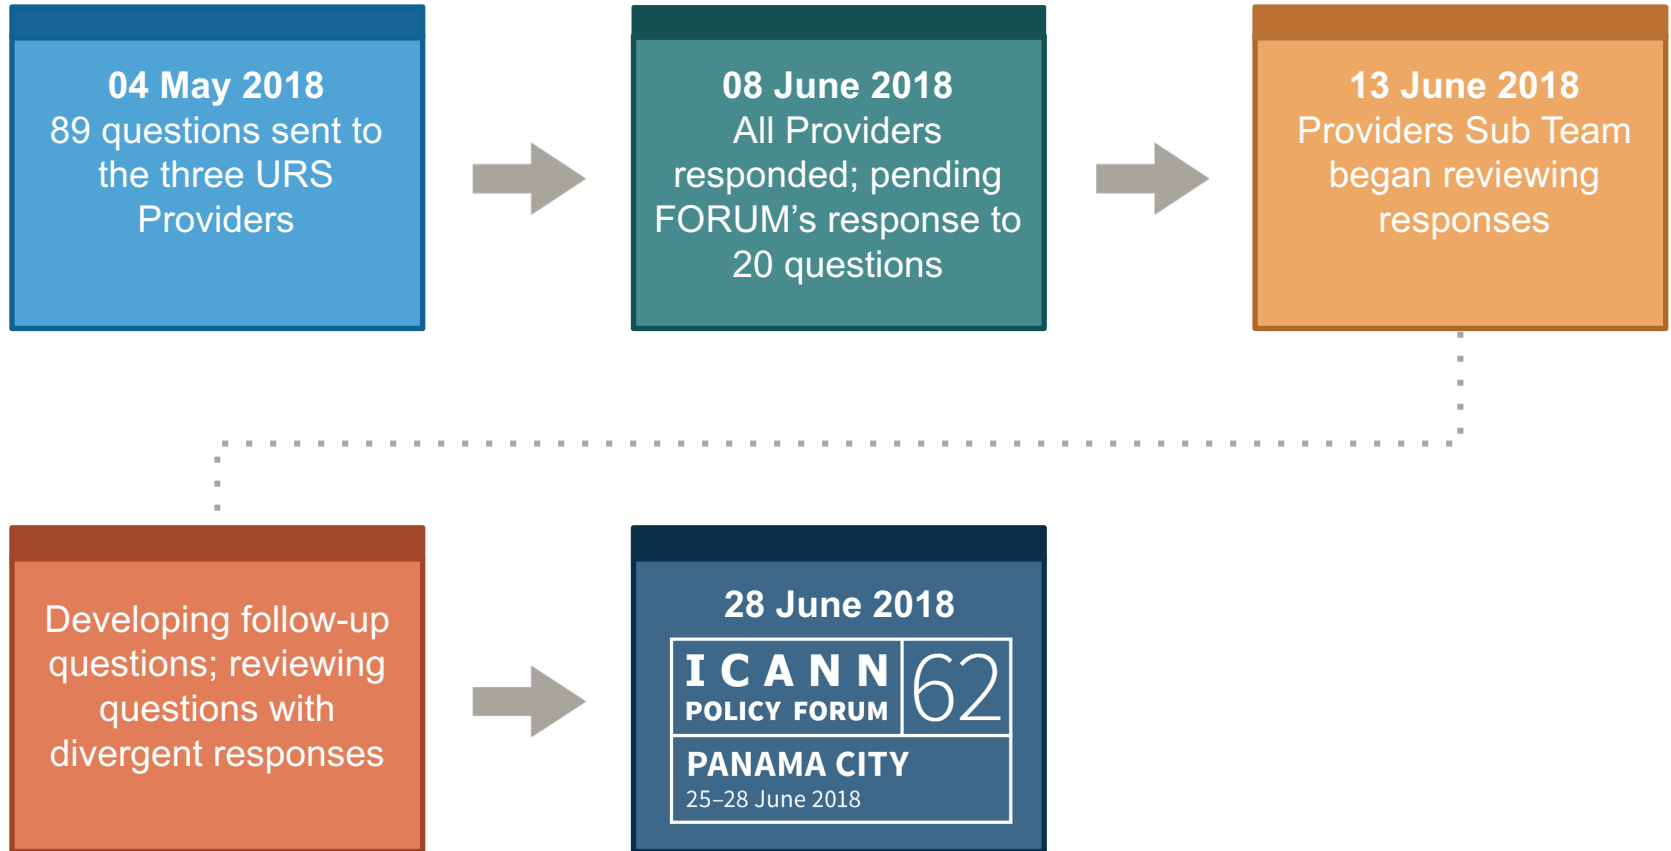 04 May 2018
89 questions sent to
the three URS
Providers
08 June 2018
All Providers
responded; pending
FORUM’s response to
20 questions
13 June 2018
Providers Sub Team
began reviewing
responses
Developing follow-up
questions; reviewing
questions with
divergent responses
28 June 2018
ICANN 62
POLICY FORUM
PANAMA CITY
25–28 June 2018